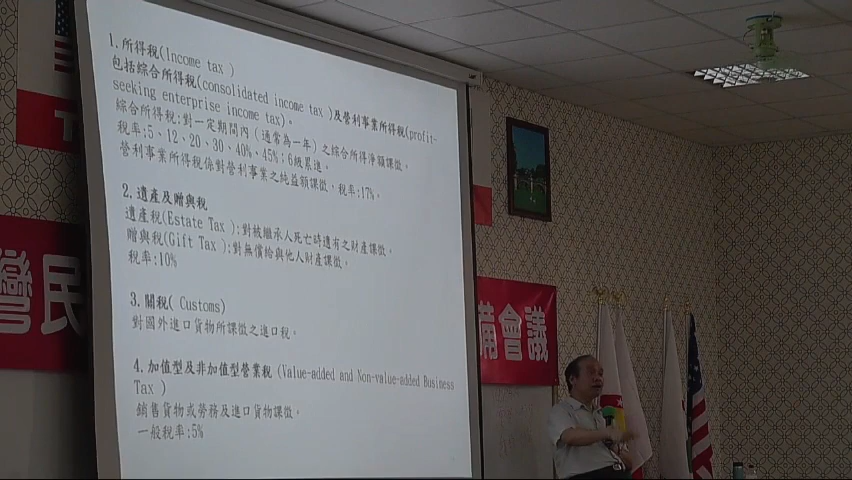 1.所得稅(Income tax )
包括綜合所得稅(consolidated income tax )及營利事業所得稅(profit-
seeking enterprise income tax)。
綜合所得稅:對一定期間內(通常為一年)之綜合所得淨額課徵。
稅率:5、12、20、30、40%、45%;6級累進。
營利事業所得稅係對營利事業之純益額課徵，稅率:17%。
2.遺產及贈與稅
遺產稅(Estate Tax );對被繼承人死亡時遺有之財產課徵。
贈與稅(Gift Tax );對無償給與他人財產課徵。
稅率:10%
3.關稅( Customs)
對國外進口貨物所課徵之進口稅。
4.加值型及非加值型營業稅 (Value-added and Non-value-added Business
Tax )
銷售貨物或勞務及進口貨物課徵。
一般稅率:5%
灣民
備會議